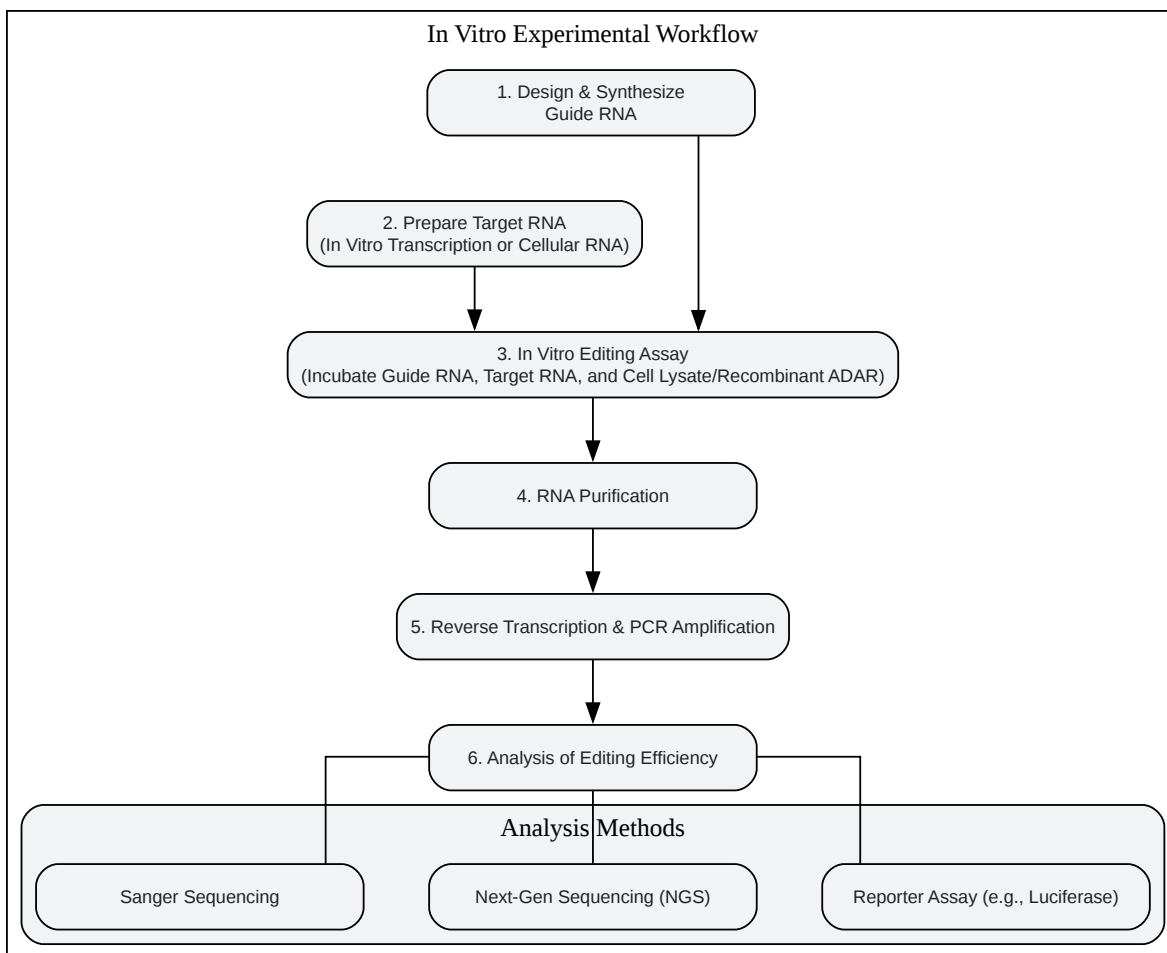 In Vitro Experimental Workflow
1. Design & Synthesize
Guide RNA
2. Prepare Target RNA
(In Vitro Transcription or Cellular RNA)
3. In Vitro Editing Assay
(Incubate Guide RNA, Target RNA, and Cell Lysate/Recombinant ADAR)
4. RNA Purification
5. Reverse Transcription & PCR Amplification
6. Analysis of Editing Efficiency
Analysis Methods
Sanger Sequencing
Next-Gen Sequencing (NGS)
Reporter Assay (e.g., Luciferase)